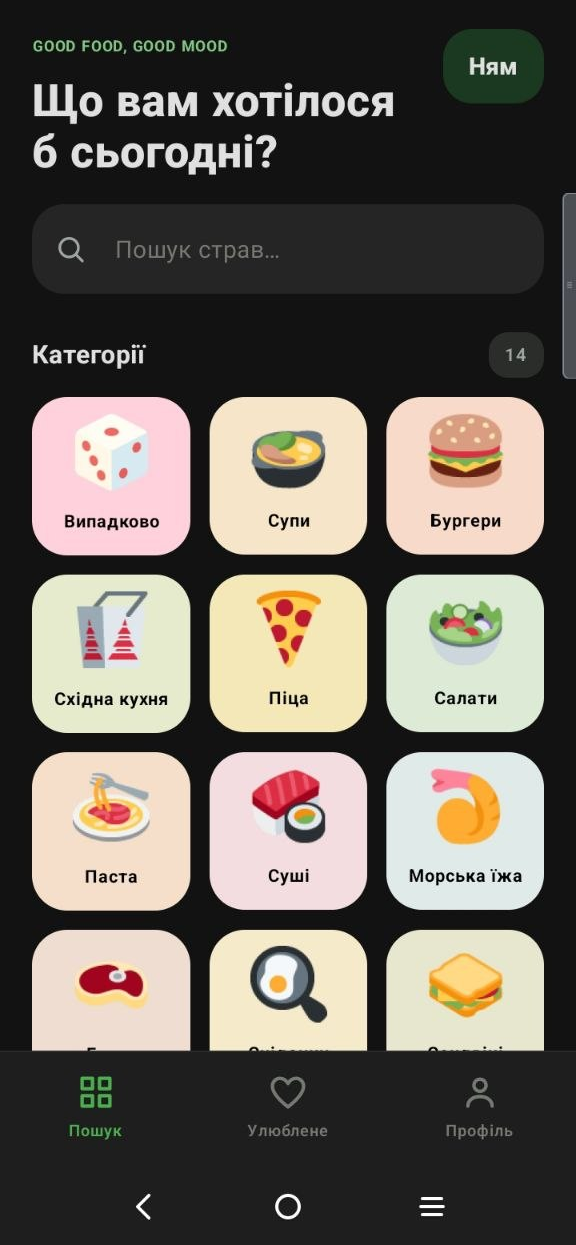 GOOD FOOD, GOOD MOOD
Ням
Що вам хотілося
б сьогодні?
Пошук страв...
Категорії
14
Випадково
Супи
Бургери
Східна кухня
Піца
Салати
Паста
Суші
Морська їжа
Пошук
Улюблене
Профіль